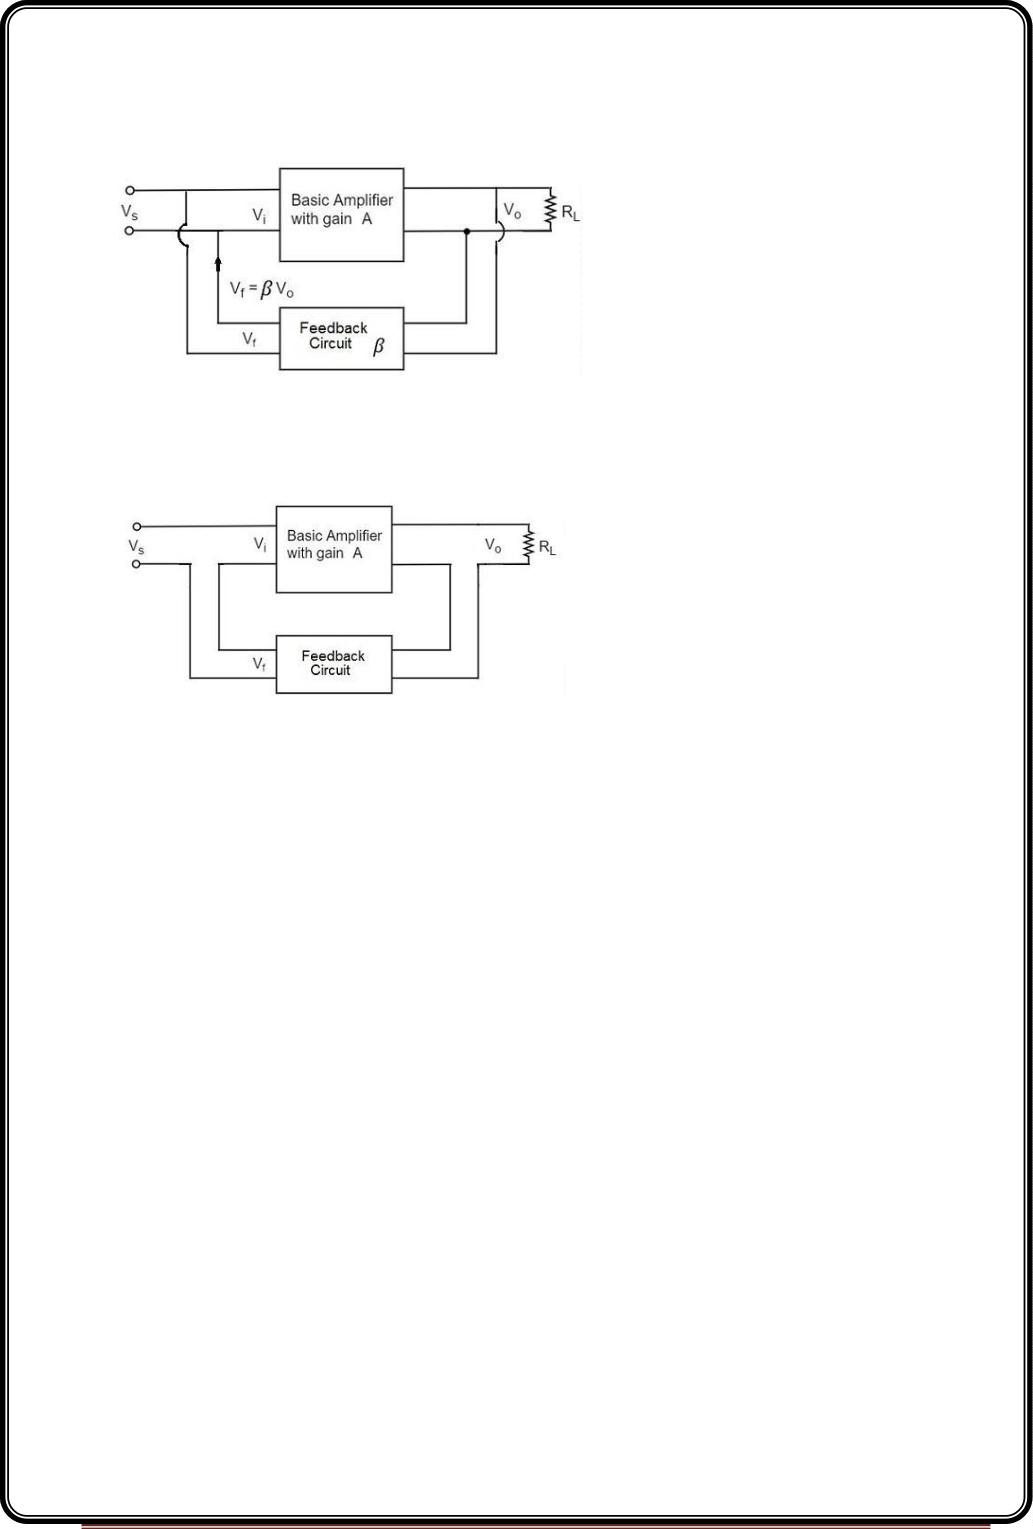 Basic Amplifier
with gain A
Vs
Vi
Vo
RL
Vf = β Vo
Feedback
Circuit β
Vf
Basic Amplifier
with gain A
Vs
Vi
Vo
RL
Feedback
Circuit
Vf